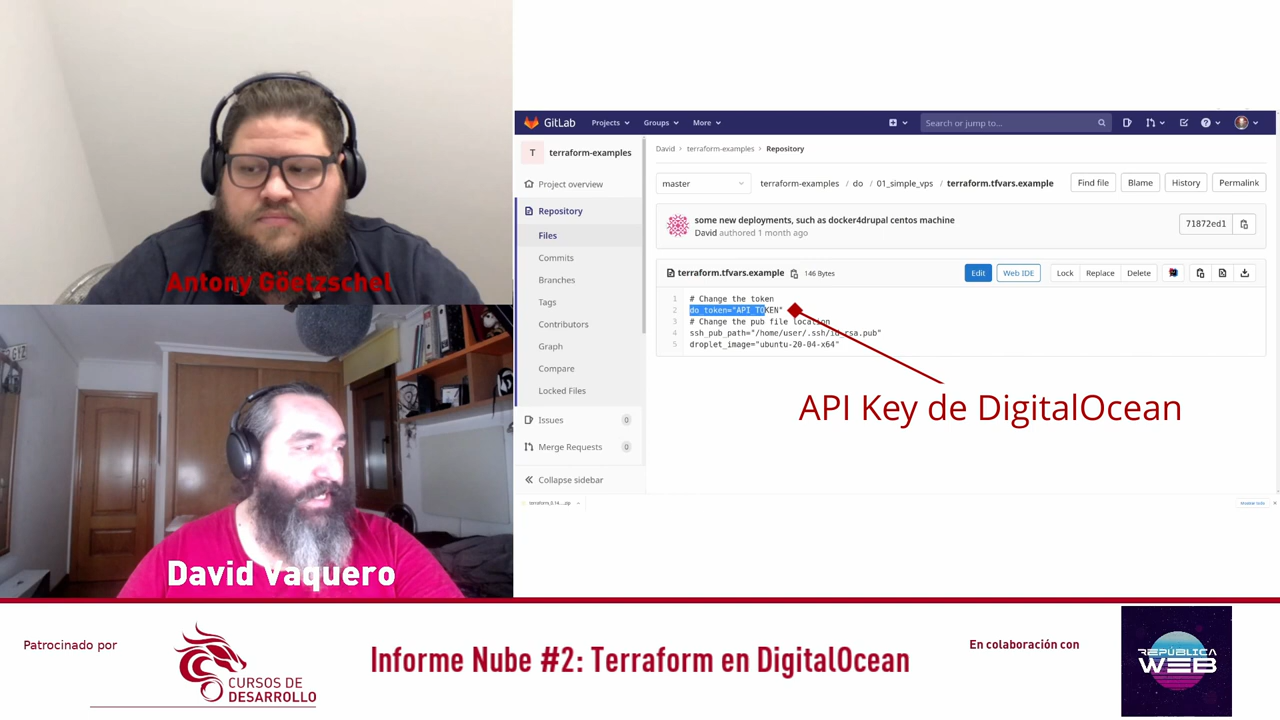 Antony Göetzschel
David Vaquero
GitLab
Projects
Groups
More
Search or jump to...
T
terraform-examples
Project overview
Repository
Files
Commits
Branches
Tags
Contributors
Graph
Compare
Locked Files
Issues
0
Merge Requests
0
Collapse sidebar
David > terraform-examples > Repository
master
terraform-examples / do / 01_simple_vps / terraform.tfvars.example
Find file
Blame
History
Permalink
some new deployments, such as docker4drupal centos machine
David authored 1 month ago
71872ed1
terraform.tfvars.example
146 Bytes
Edit
Web IDE
Lock
Replace
Delete
1 # Change the token
2 do_token="API_TOKEN"
3 # Change the pub file location
4 ssh_pub_path="/home/user/.ssh/id_rsa.pub"
5 droplet_image="ubuntu-20-04-x64"
API Key de DigitalOcean
Patrocinado por
CURSOS DE
DESARROLLO
Informe Nube #2: Terraform en DigitalOcean
En colaboración con
REPÚBLICA
WEB